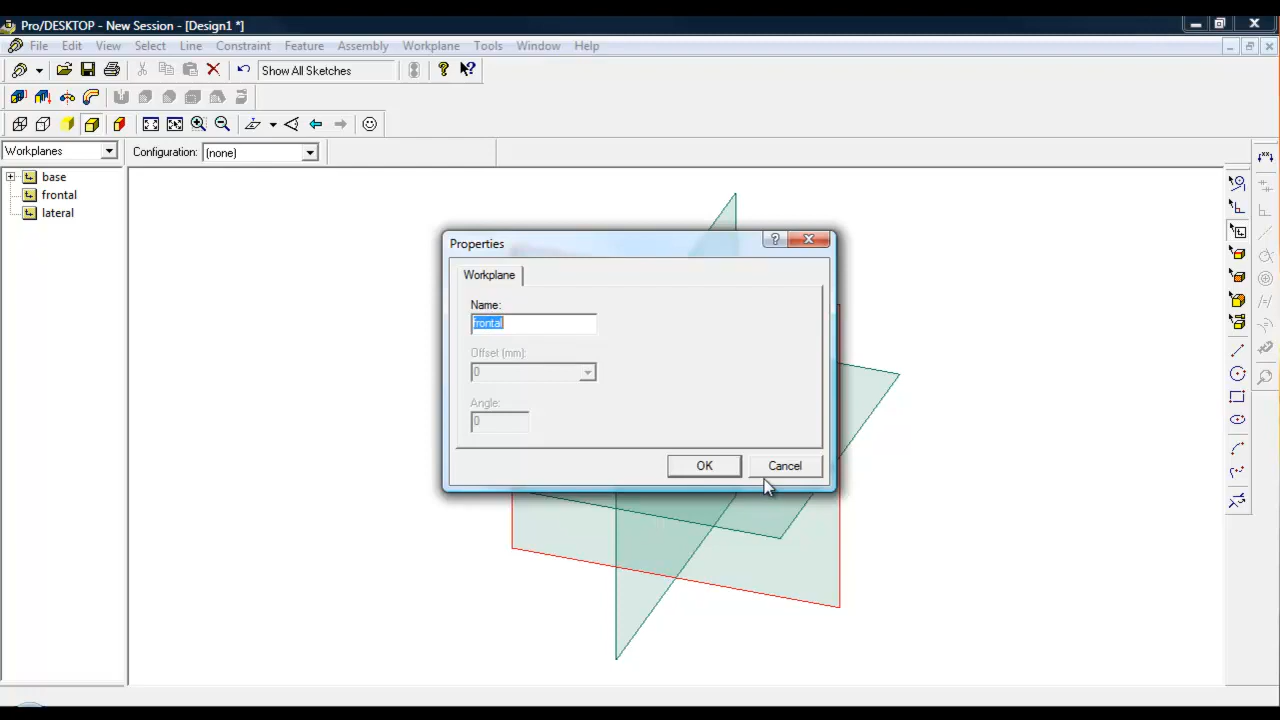 Pro/DESKTOP - New Session - [Design1 *]
File Edit View Select Line Constraint Feature Assembly Workplane Tools Window Help
Show All Sketches
Workplanes
Configuration: (none)
base
frontal
lateral
Properties
Workplane
Name:
frontal
Offset (mm):
0
Angle:
0
OK Cancel